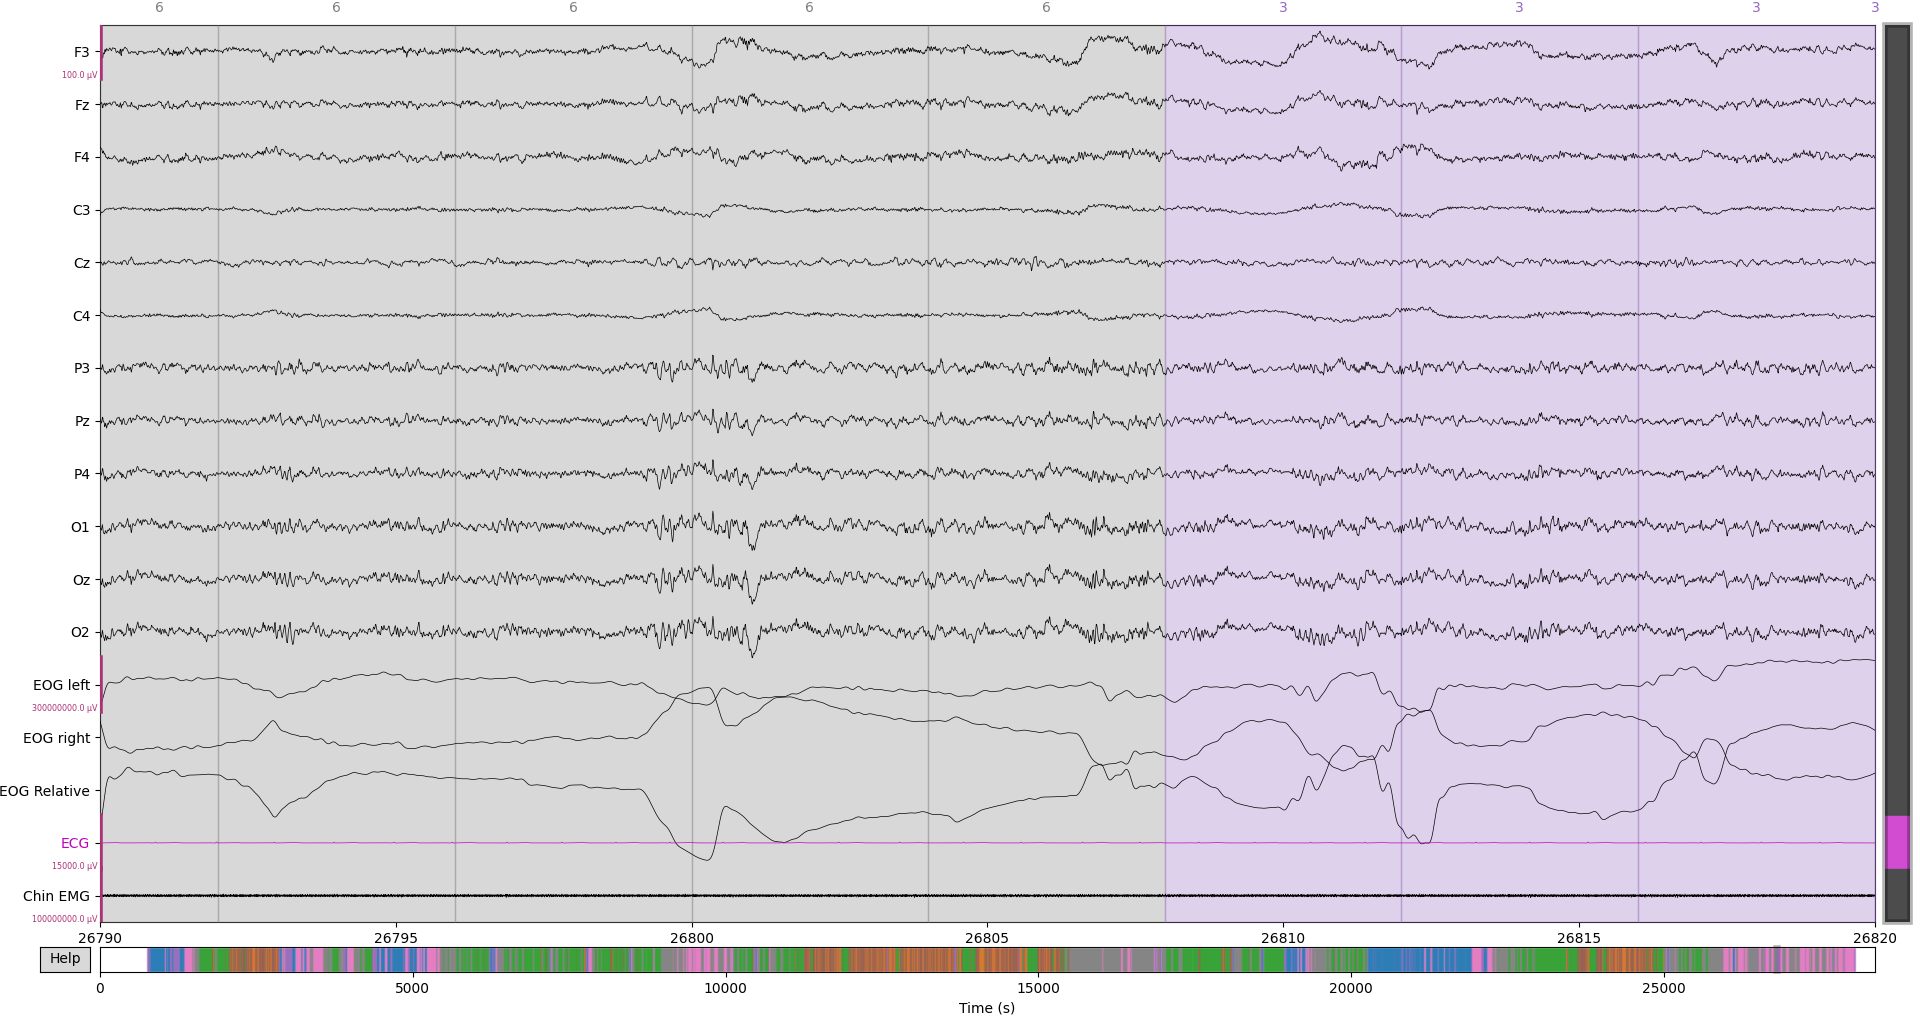 6 6 6 6 6 3 3 3 3
F3
100.0 µV
Fz
F4
C3
Cz
C4
P3
Pz
P4
O1
Oz
O2
EOG left
300000000.0 µV
EOG right
EOG Relative
ECG
15000.0 µV
Chin EMG
100000000.0 µV
26790 26795 26800 26805 26810 26815 26820
Help
0 5000 10000 15000 20000 25000
Time (s)